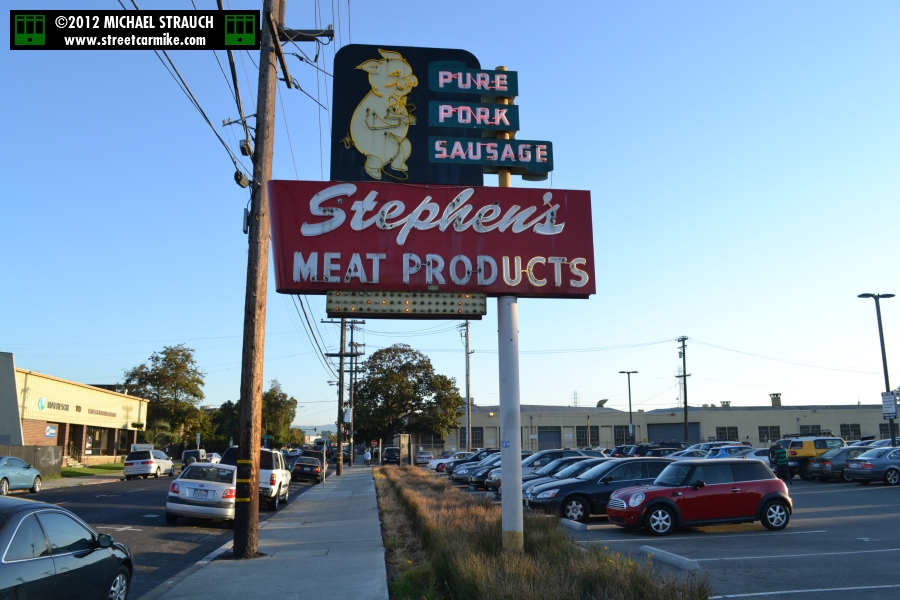 ©2012 MICHAEL STRAUCH
www.streetcarmike.com
PURE
PORK
SAUSAGE
Stephen's
MEAT PRODUCTS